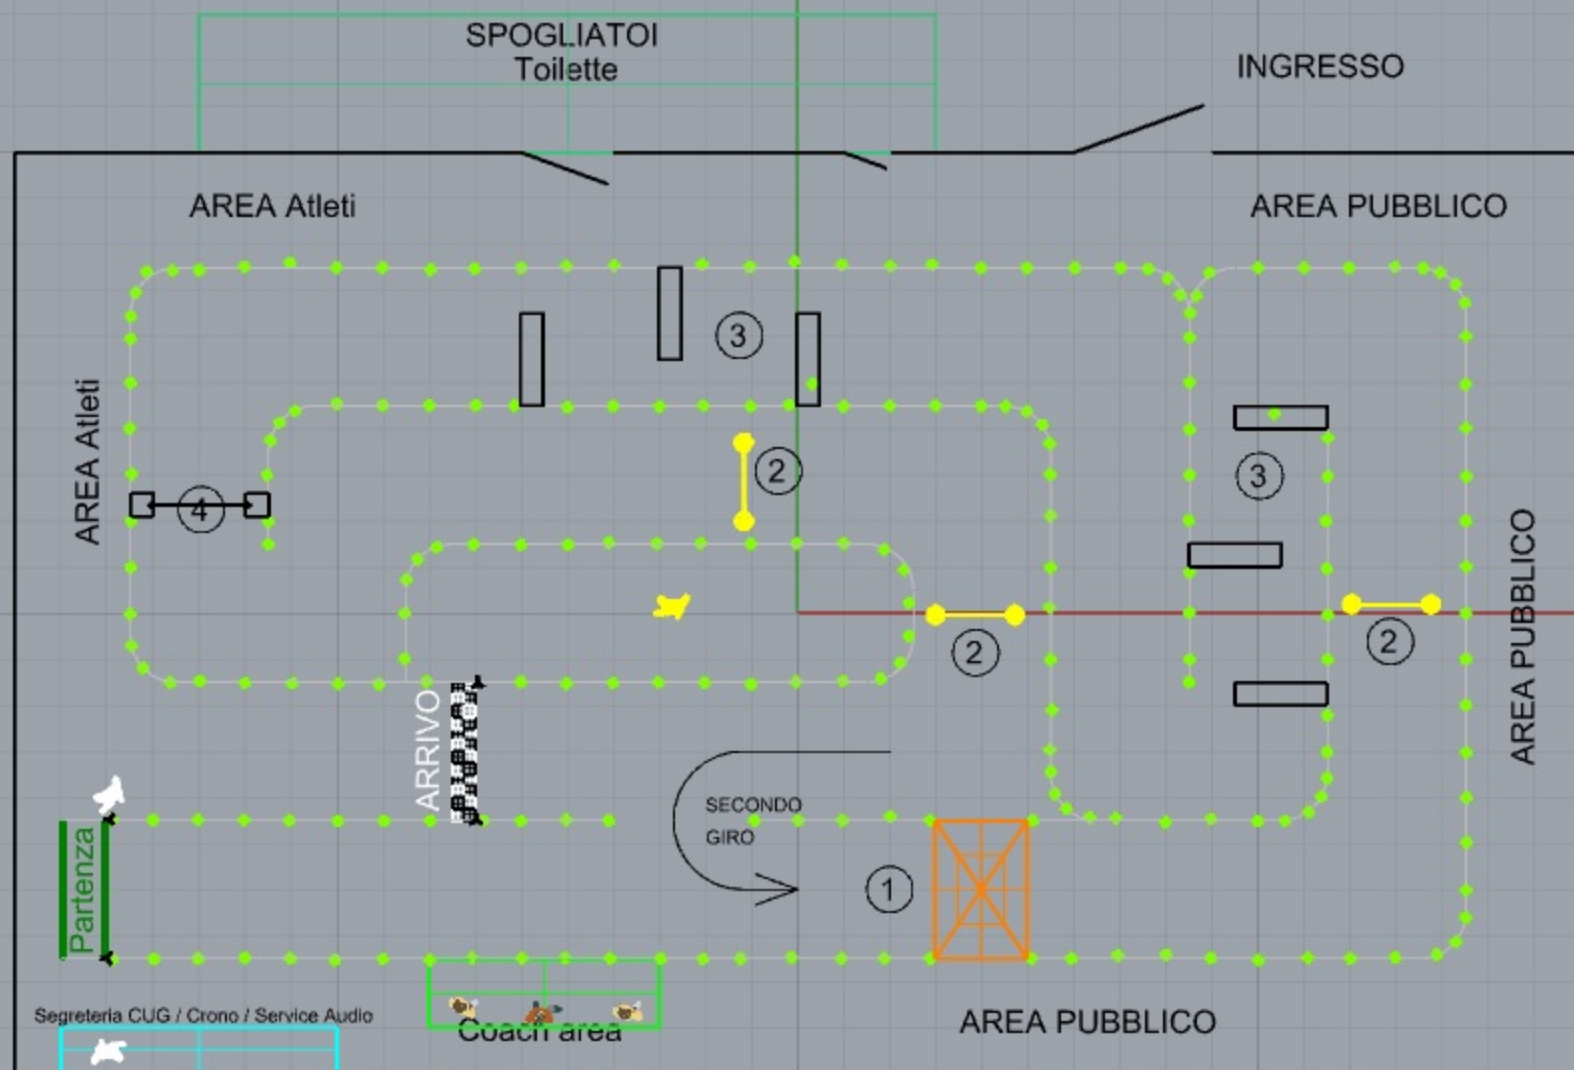 SPOGLIATOI
Toilette
INGRESSO
AREA Atleti
AREA PUBBLICO
3
AREA Atleti
2
3
4
AREA PUBBLICO
2
2
ARRIVO
SECONDO
GIRO
Partenza
1
Segreteria CUG / Crono / Service Audio
Coach area
AREA PUBBLICO